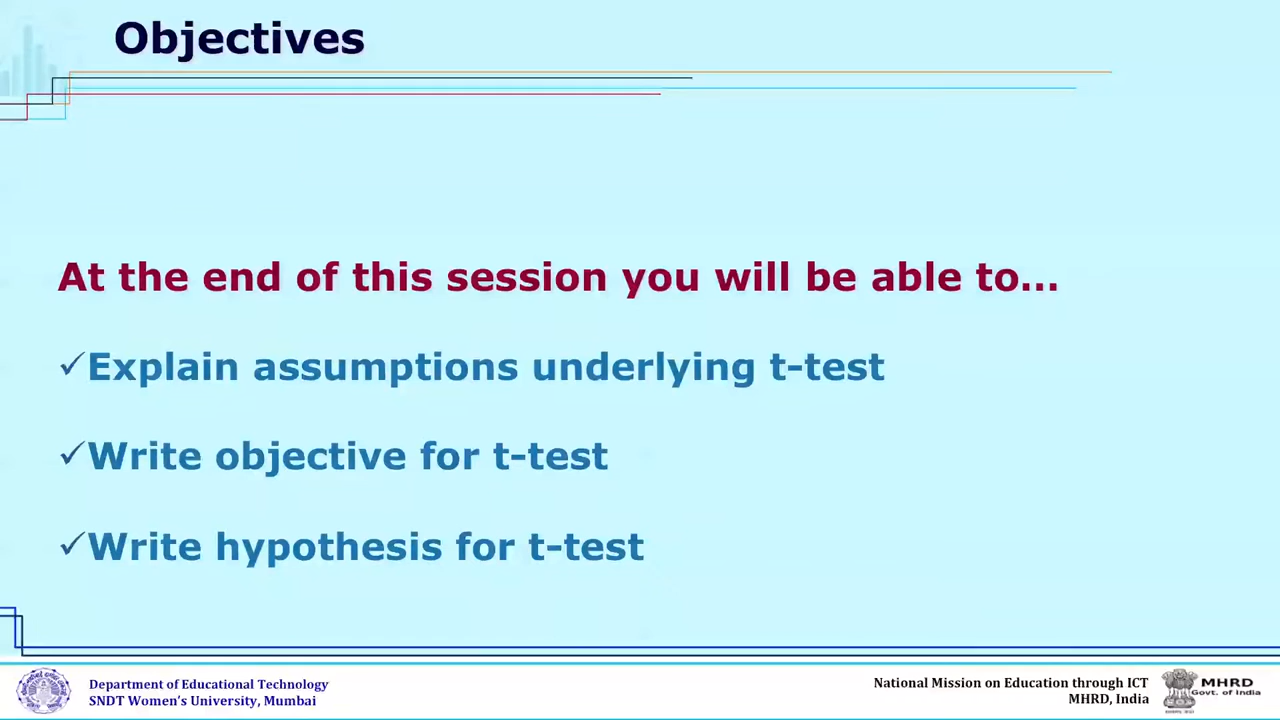 Objectives
At the end of this session you will be able to...
✓Explain assumptions underlying t-test
✓Write objective for t-test
✓Write hypothesis for t-test
Department of Educational Technology
SNDT Women's University, Mumbai
National Mission on Education through ICT
MHRD, India
MHRD
Govt. of India